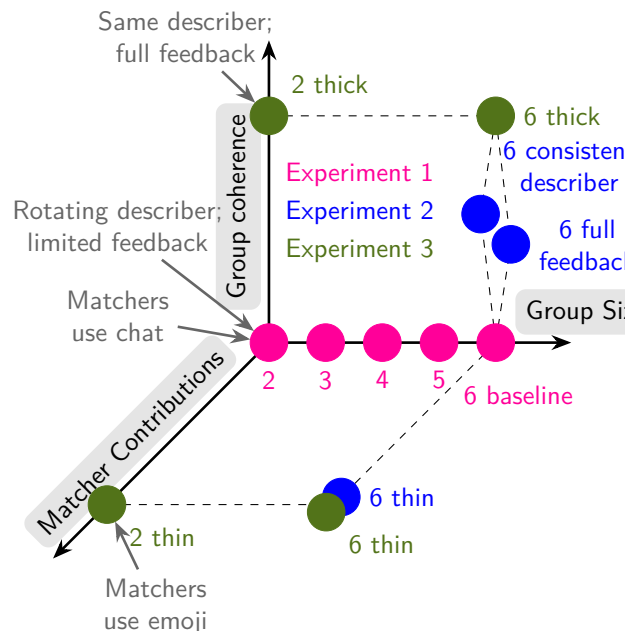 Same describer;
full feedback
2 thick
6 thick
6 consisten
describer
Experiment 1
Experiment 2
Experiment 3
Group coherence
Rotating describer;
limited feedback
6 full
feedback
Matchers
use chat
Group Siz
2
3
4
5
6 baseline
Matcher Contributions
6 thin
2 thin
6 thin
Matchers
use emoji